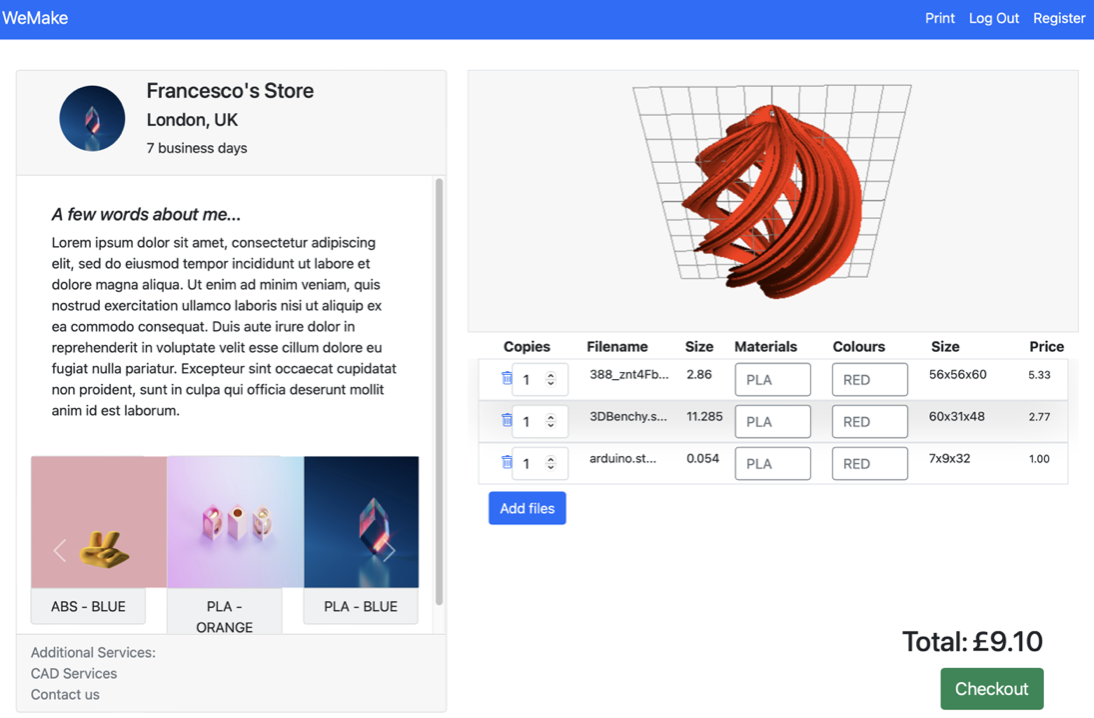 WeMake
Print Log Out Register
Francesco's Store
London, UK
7 business days
A few words about me...
Lorem ipsum dolor sit amet, consectetur adipiscing
elit, sed do eiusmod tempor incididunt ut labore et
dolore magna aliqua. Ut enim ad minim veniam, quis
nostrud exercitation ullamco laboris nisi ut aliquip ex
ea commodo consequat. Duis aute irure dolor in
reprehenderit in voluptate velit esse cillum dolore eu
fugiat nulla pariatur. Excepteur sint occaecat cupidatat
non proident, sunt in culpa qui officia deserunt mollit
anim id est laborum.
ABS - BLUE
PLA -
ORANGE
PLA - BLUE
Additional Services:
CAD Services
Contact us
Copies Filename Size Materials Colours Size Price
1 388_znt4Fb... 2.86 PLA RED 56x56x60 5.33
1 3DBenchy.s... 11.285 PLA RED 60x31x48 2.77
1 arduino.st... 0.054 PLA RED 7x9x32 1.00
Add files
Total: £9.10
Checkout